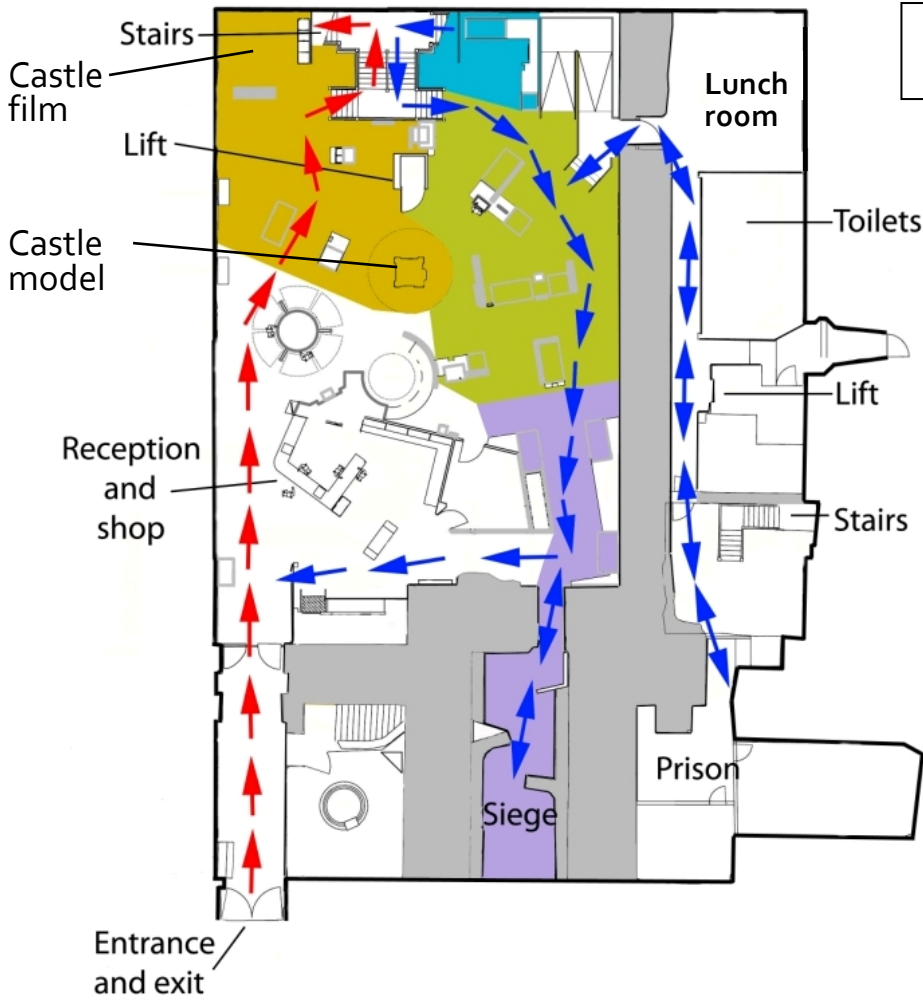 Stairs
Castle
film
Lunch
room
Lift
Toilets
Castle
model
Lift
Reception
and
shop
Stairs
Prison
Siege
Entrance
and exit